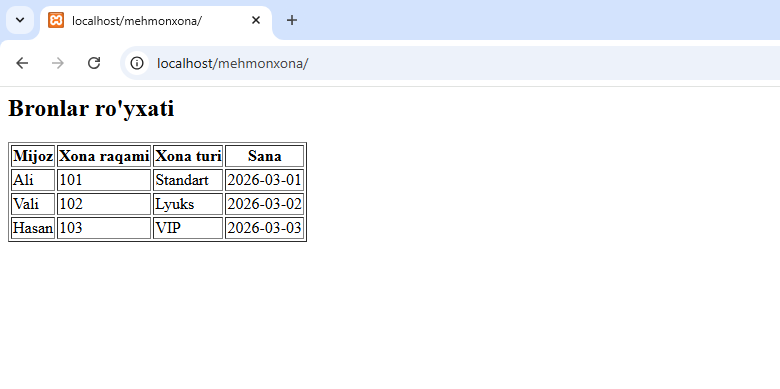 localhost/mehmonxona/
localhost/mehmonxona/
Bronlar ro'yxati
Mijoz Xona raqami Xona turi Sana
Ali 101 Standart 2026-03-01
Vali 102 Lyuks 2026-03-02
Hasan 103 VIP 2026-03-03